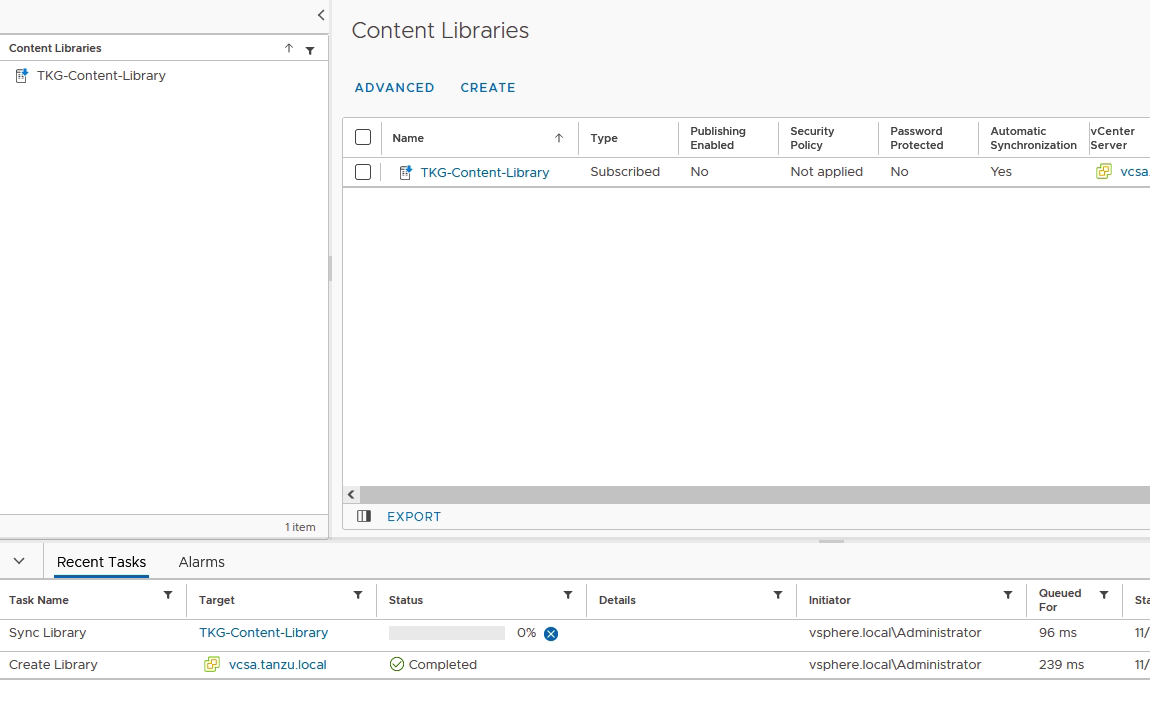 Content Libraries
TKG-Content-Library
1 item
Content Libraries
ADVANCED CREATE
Name Type Publishing Enabled Security Policy Password Protected Automatic Synchronization vCenter Server
TKG-Content-Library Subscribed No Not applied No Yes vcsa.
EXPORT
Recent Tasks Alarms
Task Name Target Status Details Initiator Queued For Sta
Sync Library TKG-Content-Library 0% vsphere.local\Administrator 96 ms 11/
Create Library vcsa.tanzu.local Completed vsphere.local\Administrator 239 ms 11/